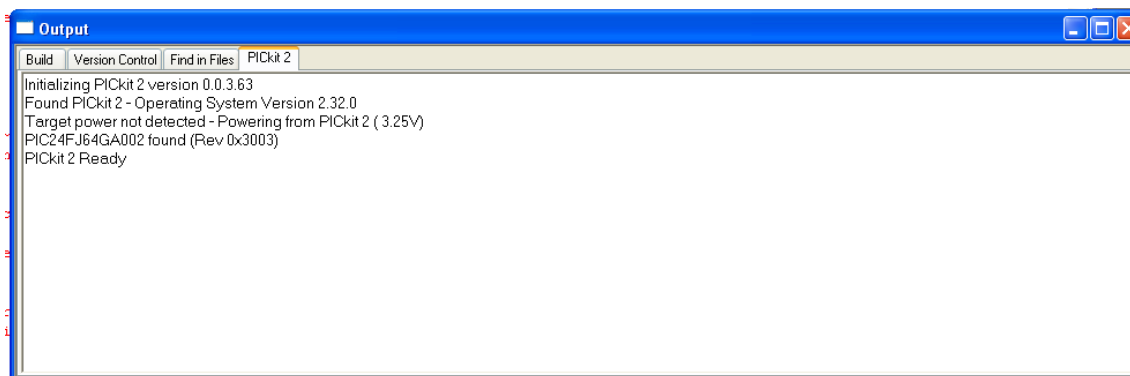 Output
Build Version Control Find in Files PICkit 2
Initializing PICkit 2 version 0.0.3.63
Found PICkit 2 - Operating System Version 2.32.0
Target power not detected - Powering from PICkit 2 ( 3.25V)
PIC24FJ64GA002 found (Rev 0x3003)
PICkit 2 Ready